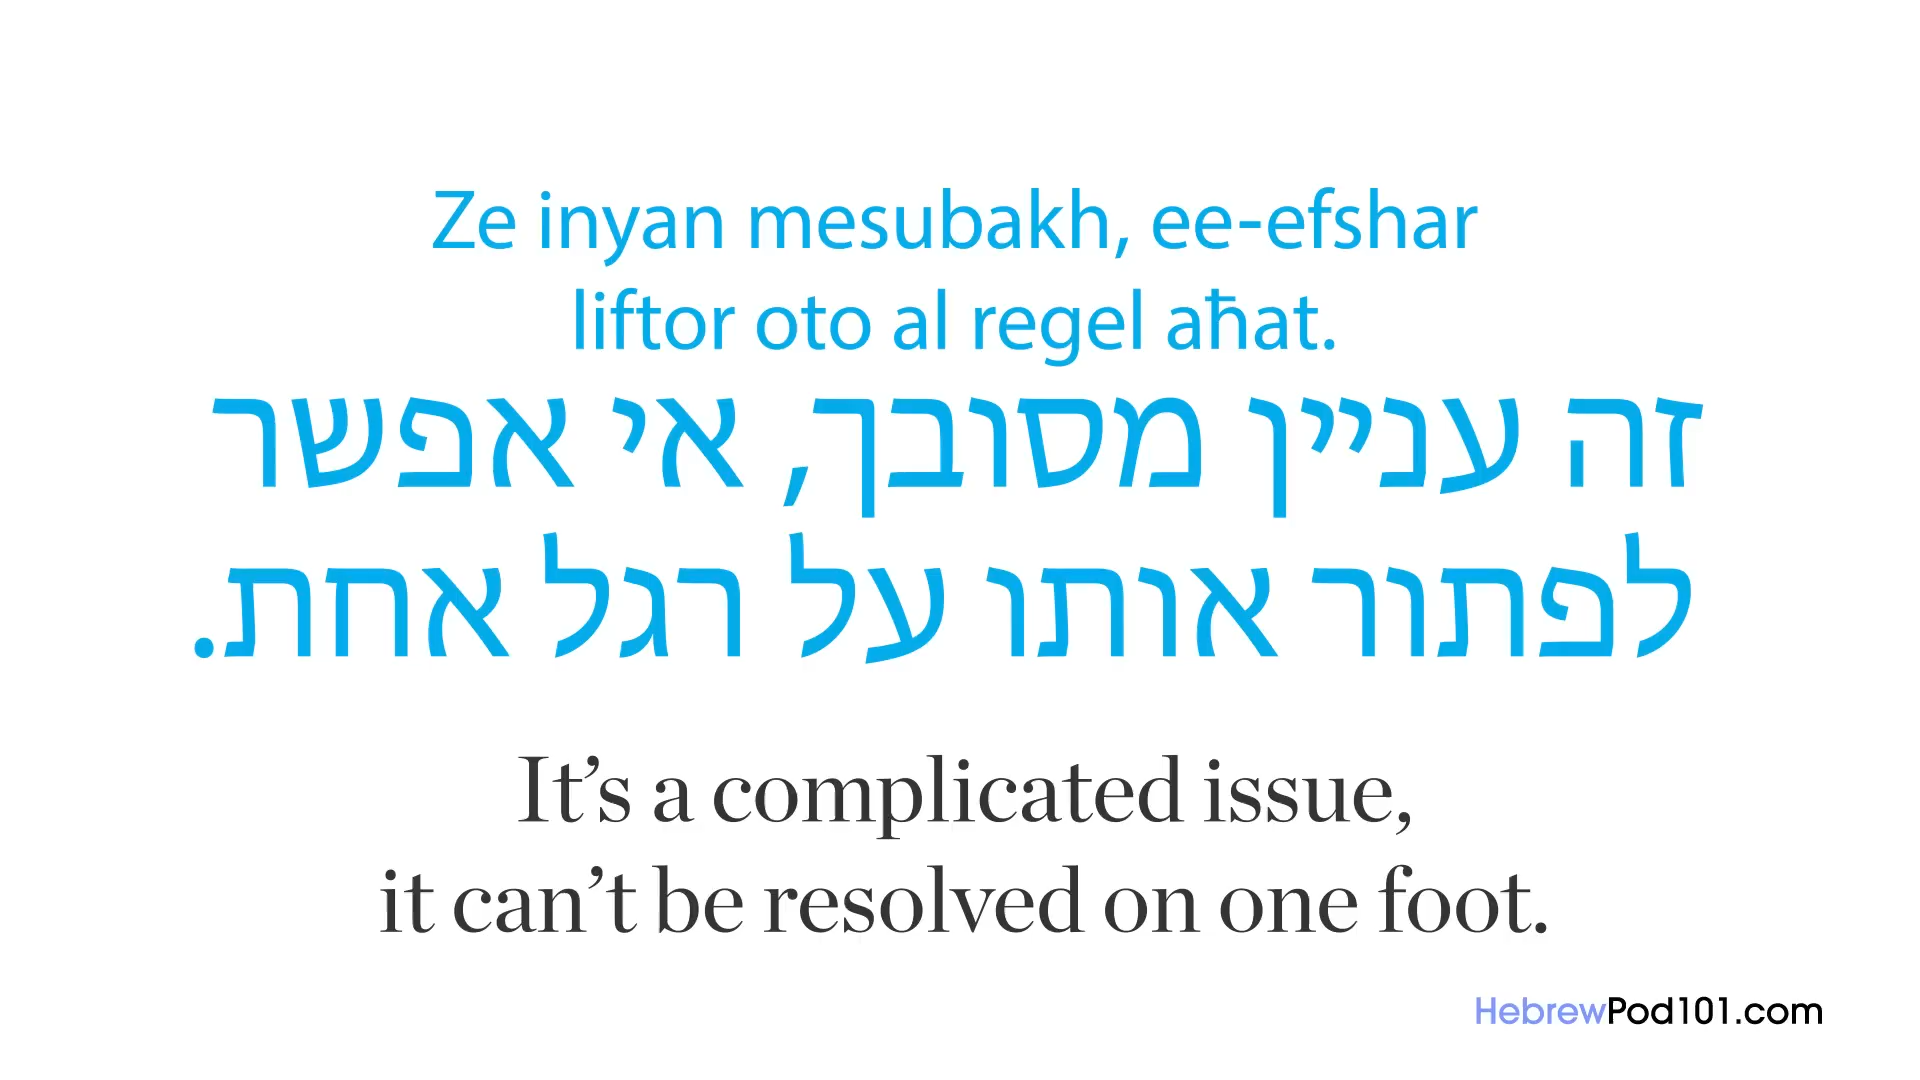 Ze inyan mesubakh, ee-efshar
liftor oto al regel aħat.
זה עניין מסובך, אי אפשר
לפתור אותו על רגל אחת.
It’s a complicated issue,
it can’t be resolved on one foot.
HebrewPod101.com